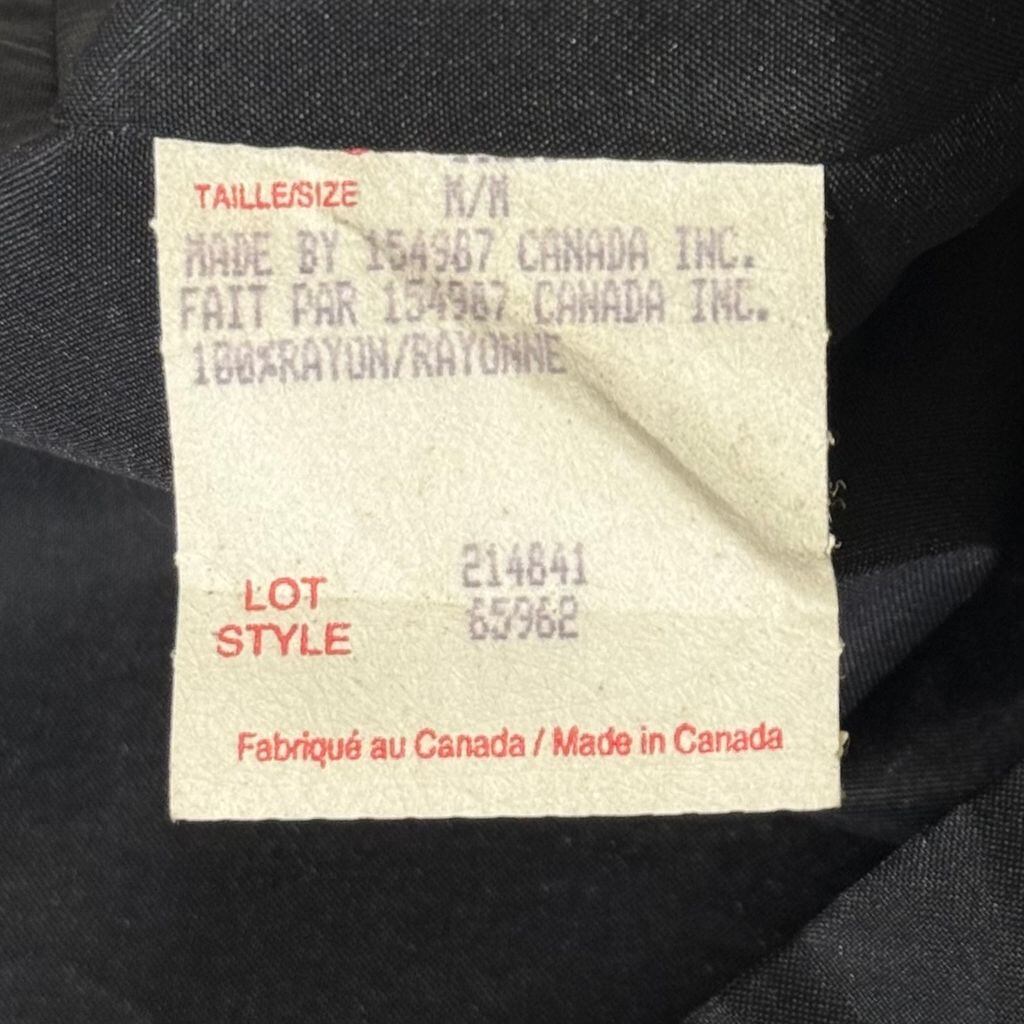 TAILLE/SIZE M/M
MADE BY 154987 CANADA INC.
FAIT PAR 154987 CANADA INC.
100%RAYON/RAYONNE
LOT 214841
STYLE 65962
Fabriqué au Canada / Made in Canada